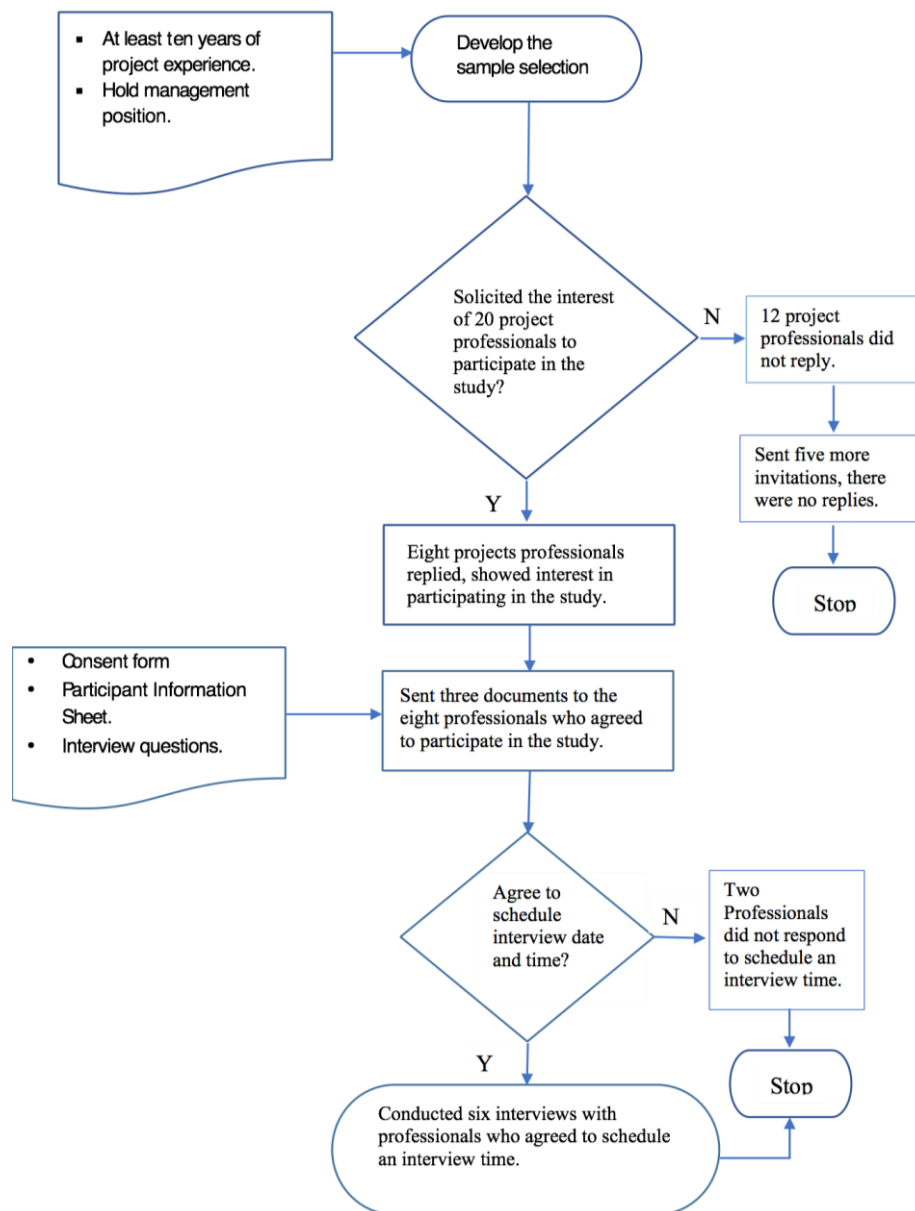 ▪ At least ten years of
project experience.
▪ Hold management
position.
Develop the
sample selection
Solicited the interest
of 20 project
professionals to
participate in the
study?
N
12 project
professionals did
not reply.
Sent five more
invitations, there
were no replies.
Stop
Y
Eight projects professionals
replied, showed interest in
participating in the study.
• Consent form
• Participant Information
Sheet.
• Interview questions.
Sent three documents to the
eight professionals who agreed
to participate in the study.
Agree to
schedule
interview date
and time?
N
Two
Professionals
did not respond
to schedule an
interview time.
Stop
Y
Conducted six interviews with
professionals who agreed to schedule
an interview time.